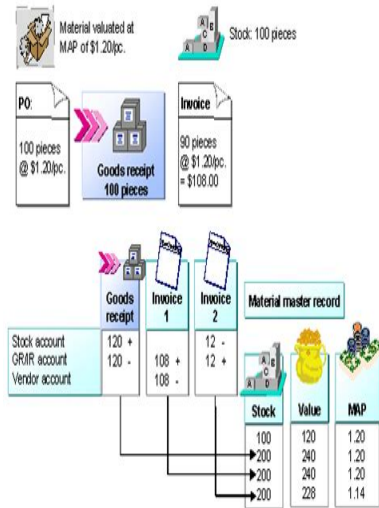 Material valuated at
MAP of $1.20/pc.
Stock: 100 pieces
PO:
100 pieces
@ $1.20/pc.
Goods receipt
100 pieces
Invoice
90 pieces
@ $1.20/pc.
= $108.00
Goods
receipt
Invoice
1
Invoice
2
Material master record
Stock account 120 + 12 -
GR/IR account 120 - 108 + 12 +
Vendor account 108 -
Stock Value MAP
100 120 1.20
200 240 1.20
200 240 1.20
200 228 1.14